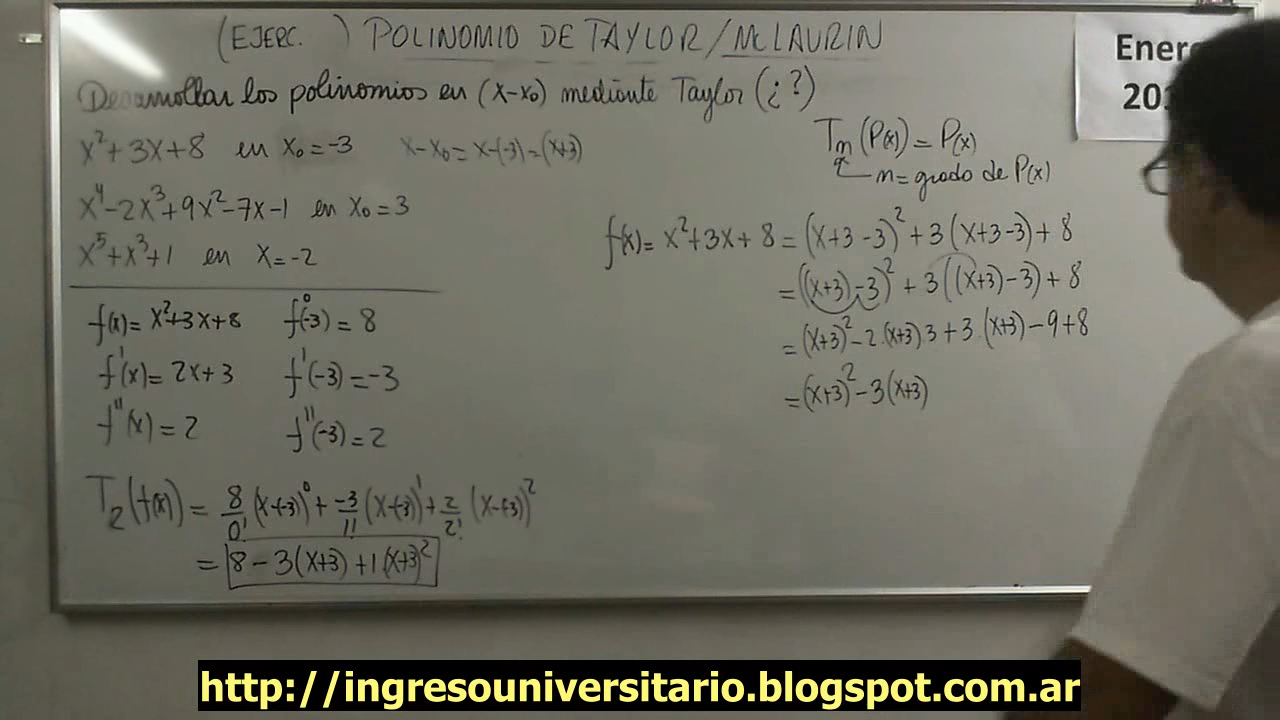 (EJERC. ) POLINOMIO DE TAYLOR/McLAURIN
Desarrollar los polinomios en (x-x₀) mediante Taylor (¿?)
x²+3x+8 en x₀=-3 x-x₀=x-(-3)=(x+3)
x⁴-2x³+9x²-7x-1 en x₀=3
x⁵+x³+1 en x=-2
f(x)=x²+3x+8 f⁰(-3)=8
f'(x)=2x+3 f'(-3)=-3
f''(x)=2 f''(-3)=2
T₂(f(x))= 8/0! (x-(-3))⁰ + -3/1! (x-(-3))¹ + 2/2! (x-(-3))²
= 8-3(x+3)+1(x+3)²
Tn(P(x))=P(x)
n=grado de P(x)
f(x)=x²+3x+8=(x+3-3)²+3(x+3-3)+8
=((x+3)-3)²+3((x+3)-3)+8
=(x+3)²-2.(x+3).3+3.(x+3)-9+8
=(x+3)²-3(x+3)
http://ingresouniversitario.blogspot.com.ar